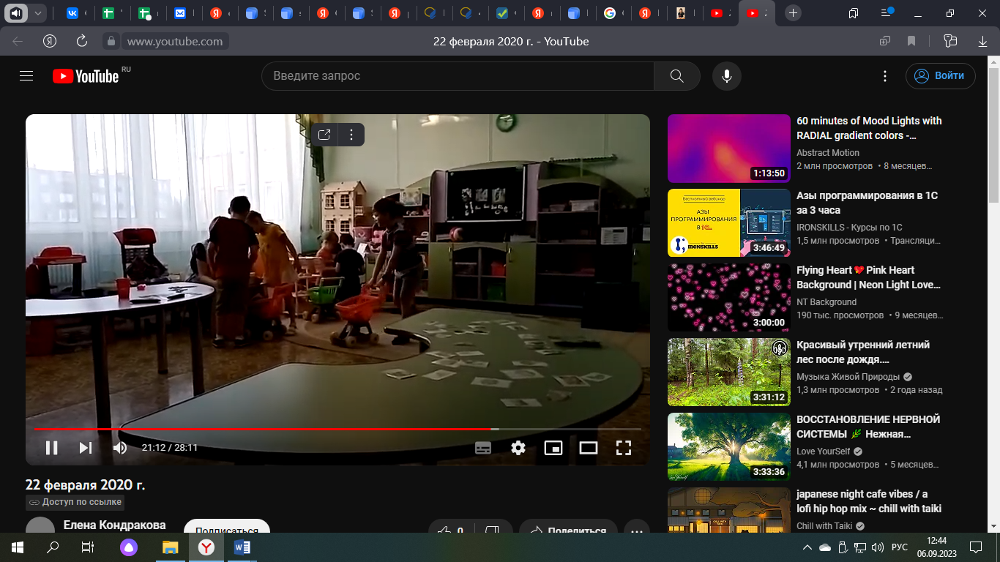 www.youtube.com
22 февраля 2020 г. - YouTube
YouTube RU
Введите запрос
Войти
21:12 / 28:11
22 февраля 2020 г.
Доступ по ссылке
Елена Кондракова
Подписаться
0
Поделиться
1:13:50
60 minutes of Mood Lights with
RADIAL gradient colors -...
Abstract Motion
2 млн просмотров • 8 месяцев...
Бесплатный вебинар
АЗЫ
ПРОГРАММИРОВАНИЯ
В 1С
IRONSKILLS
3:46:49
Азы программирования в 1С
за 3 часа
IRONSKILLS - Курсы по 1С
1,5 млн просмотров • Трансляци...
3:00:00
Flying Heart💖Pink Heart
Background | Neon Light Love...
NT Background
190 тыс. просмотров • 9 месяцев...
3:31:12
Красивый утренний летний
лес после дождя....
Музыка Живой Природы
1,3 млн просмотров • 2 года назад
3:33:36
ВОССТАНОВЛЕНИЕ НЕРВНОЙ
СИСТЕМЫ 🌿 Нежная...
Love YourSelf
4,1 млн просмотров • 5 месяцев...
japanese night cafe vibes / a
lofi hip hop mix ~ chill with taiki
Chill with Taiki
РУС
12:44
06.09.2023